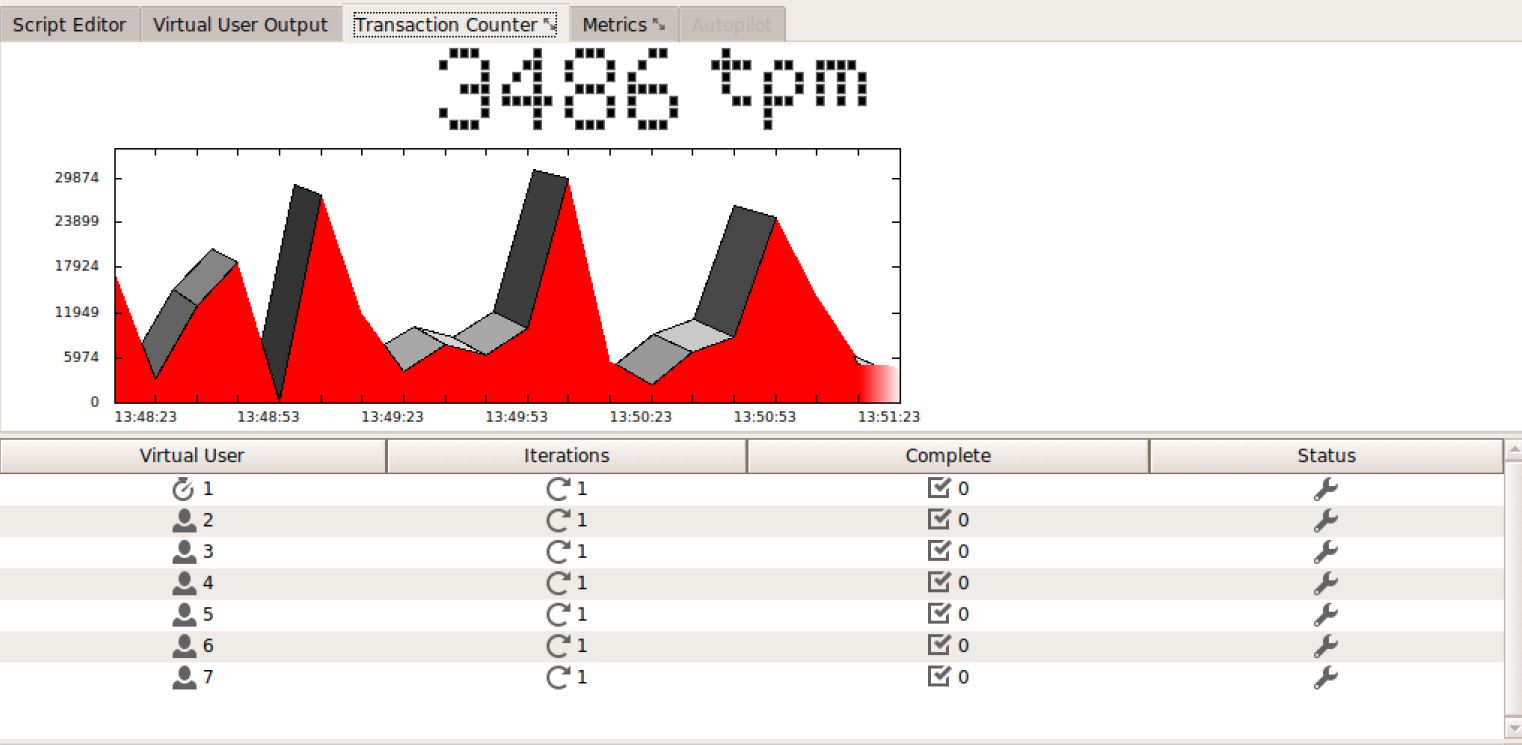 Script Editor Virtual User Output Transaction Counter Metrics Autopilot
3486 tpm
29874
23899
17924
11949
5974
0
13:48:23 13:48:53 13:49:23 13:49:53 13:50:23 13:50:53 13:51:23
Virtual User Iterations Complete Status
1 1 0
2 1 0
3 1 0
4 1 0
5 1 0
6 1 0
7 1 0